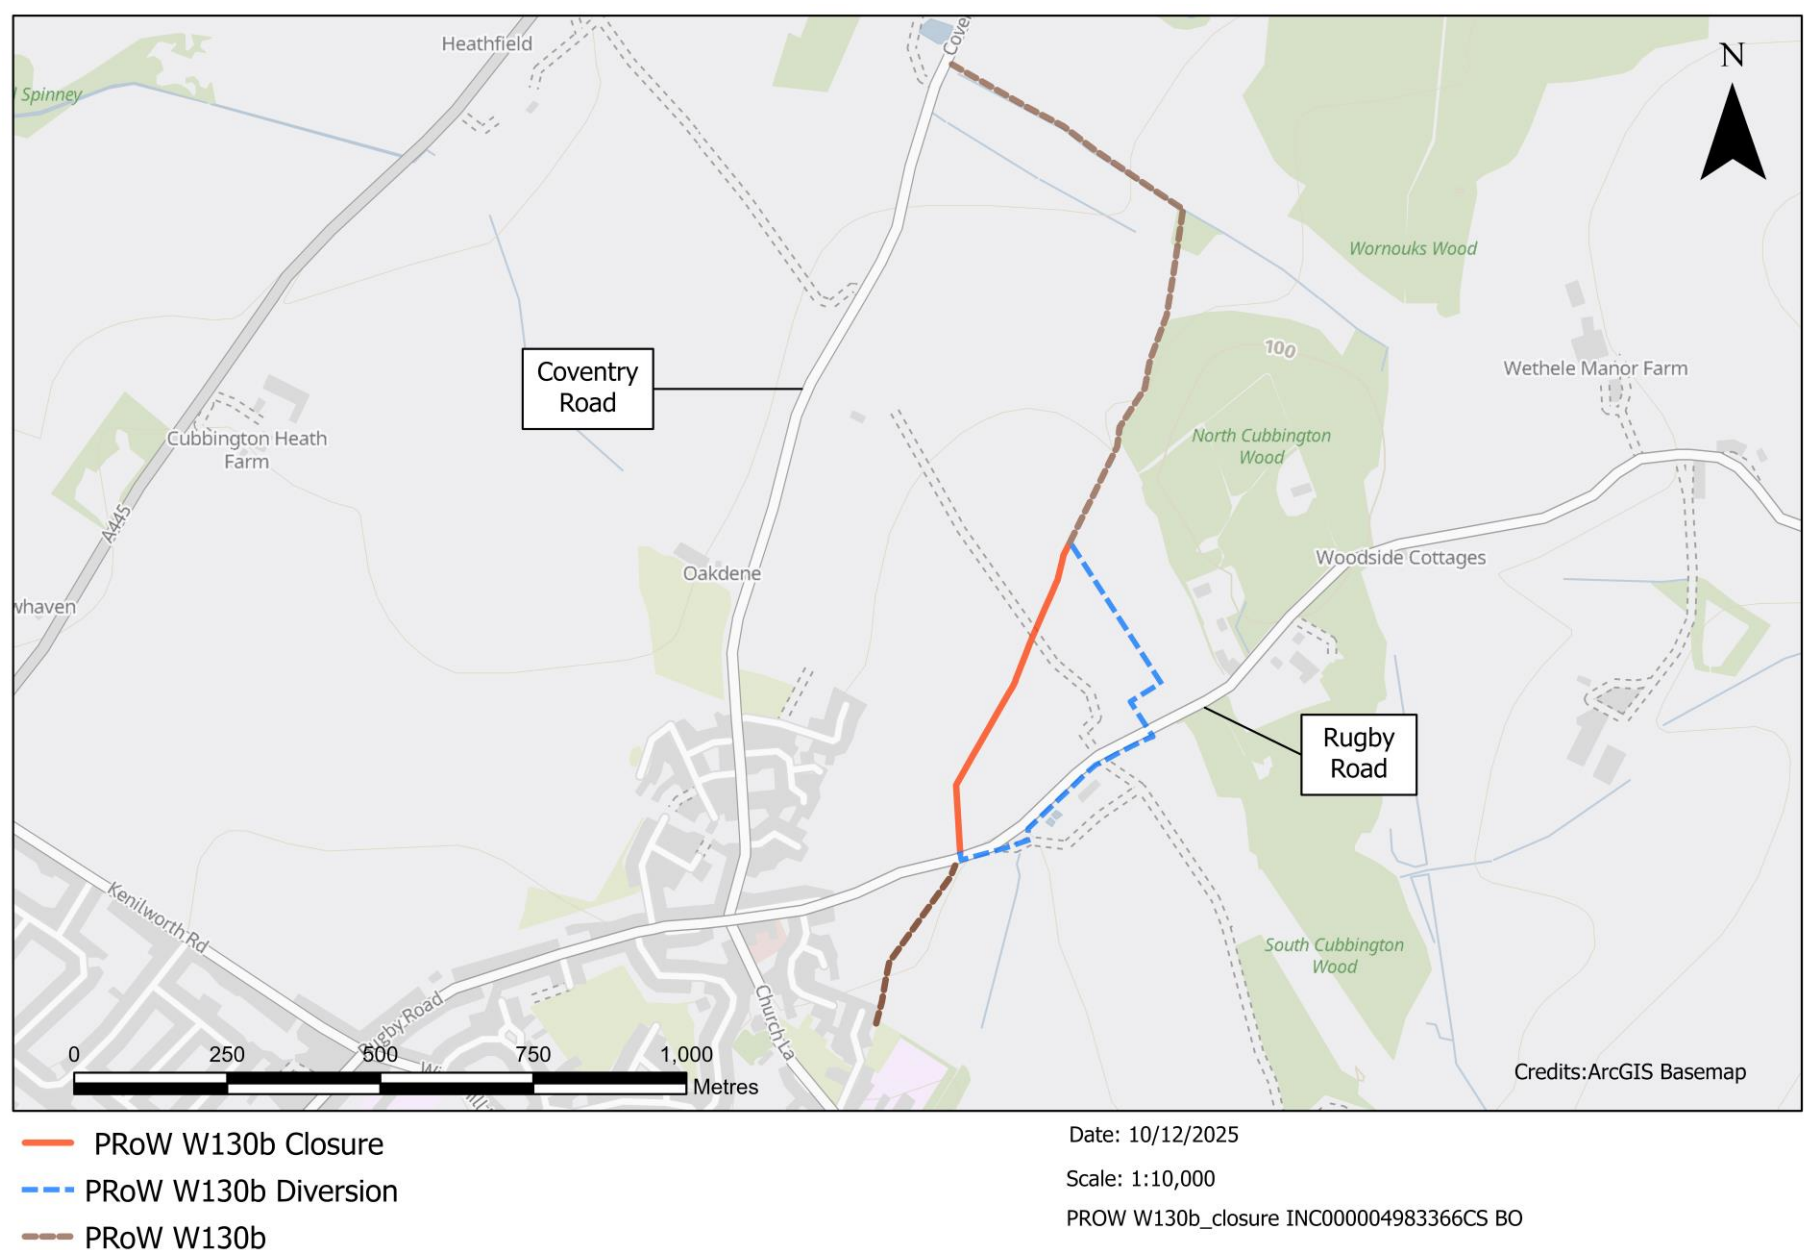 Heathfield
Cover
N
l Spinney
Wornouks Wood
100
Wethele Manor Farm
Coventry
Road
Cubbington Heath
Farm
North Cubbington
Wood
A445
Woodside Cottages
Oakdene
whaven
Rugby
Road
Kenilworth Rd
South Cubbington
Wood
Rugby Road
Church La
0 250 500 750 1,000
Metres
Credits:ArcGIS Basemap
PRoW W130b Closure
PRoW W130b Diversion
PRoW W130b
Date: 10/12/2025
Scale: 1:10,000
PROW W130b_closure INC000004983366CS BO